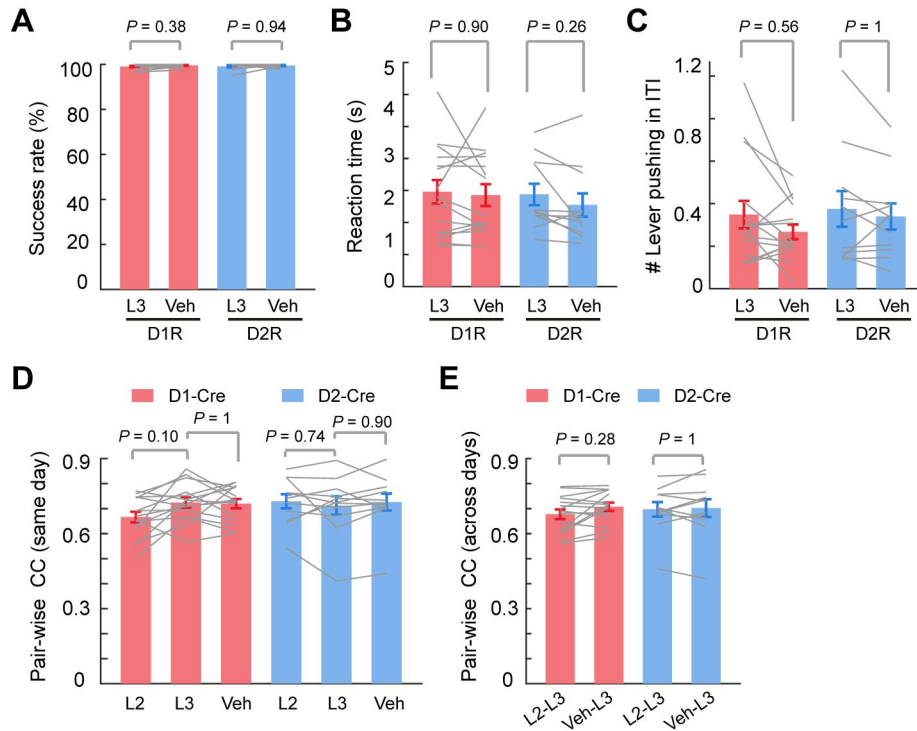 A
P = 0.38
P = 0.94
Success rate (%)
100
80
60
40
20
0
L3 Veh L3 Veh
D1R D2R
B
P = 0.90
P = 0.26
Reaction time (s)
5
4
3
2
1
0
L3 Veh L3 Veh
D1R D2R
C
P = 0.56
P = 1
# Lever pushing in ITI
1.2
0.8
0.4
0
L3 Veh L3 Veh
D1R D2R
D
D1-Cre D2-Cre
P = 0.10
P = 1
P = 0.74
P = 0.90
Pair-wise CC (same day)
0.9
0.6
0.3
0
L2 L3 Veh L2 L3 Veh
E
D1-Cre D2-Cre
P = 0.28
P = 1
Pair-wise CC (across days)
0.9
0.6
0.3
0
L2-L3 Veh-L3 L2-L3 Veh-L3